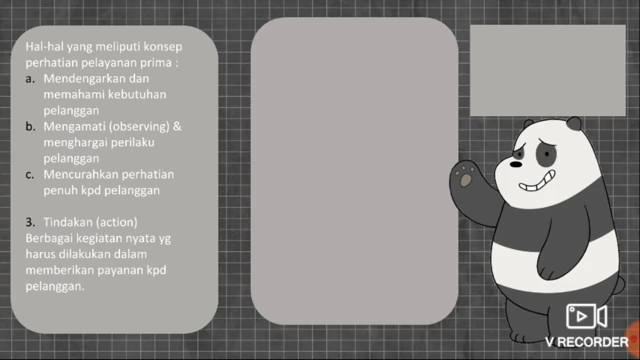 Hal-hal yang meliputi konsep
perhatian pelayanan prima :
a. Mendengarkan dan
memahami kebutuhan
pelanggan
b. Mengamati (observing) &
menghargai perilaku
pelanggan
c. Mencurahkan perhatian
penuh kpd pelanggan
3. Tindakan (action)
Berbagai kegiatan nyata yg
harus dilakukan dalam
memberikan payanan kpd
pelanggan.
V RECORDER